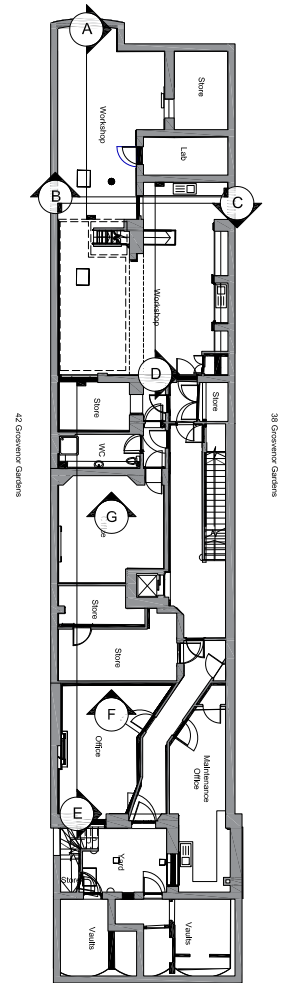 A
Store
Workshop
Lab
B
C
Workshop
D
Store
Store
WC
42 Grosvenor Gardens
38 Grosvenor Gardens
G
Store
Store
F
Office
Maintenance
Office
E
Yard
Store
Vaults
Vaults